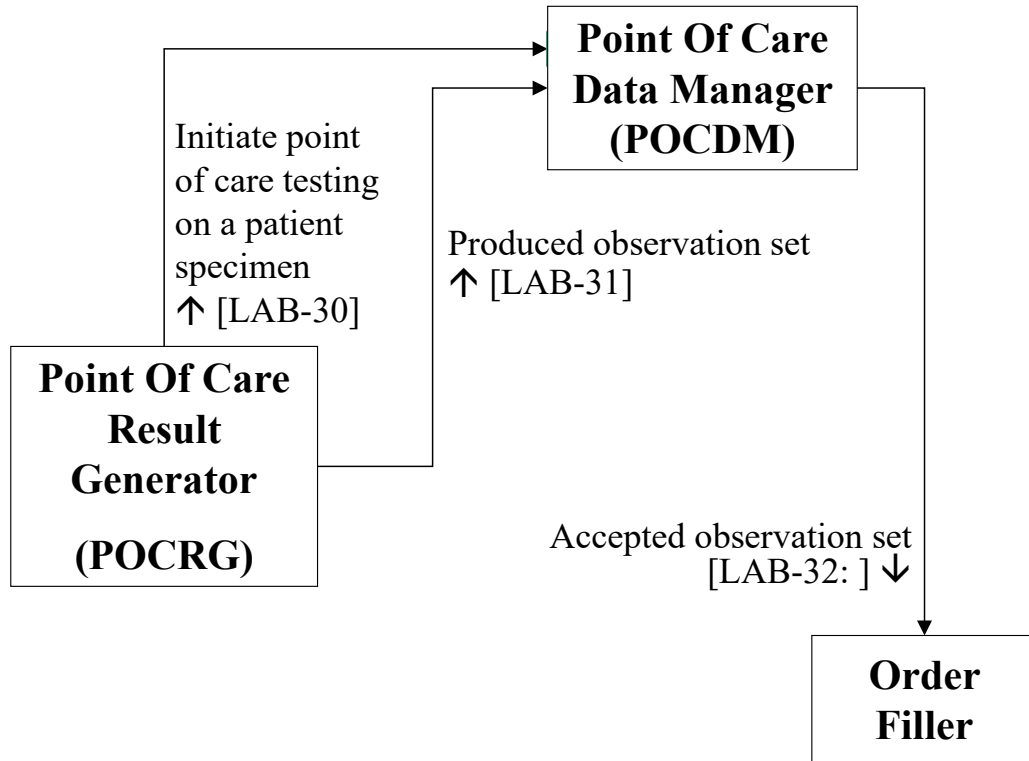 Point Of Care
Data Manager
(POCDM)
Initiate point
of care testing
on a patient
specimen
↑ [LAB-30]
Produced observation set
↑ [LAB-31]
Point Of Care
Result
Generator
(POCRG)
Accepted observation set
[LAB-32: ] ↓
Order
Filler